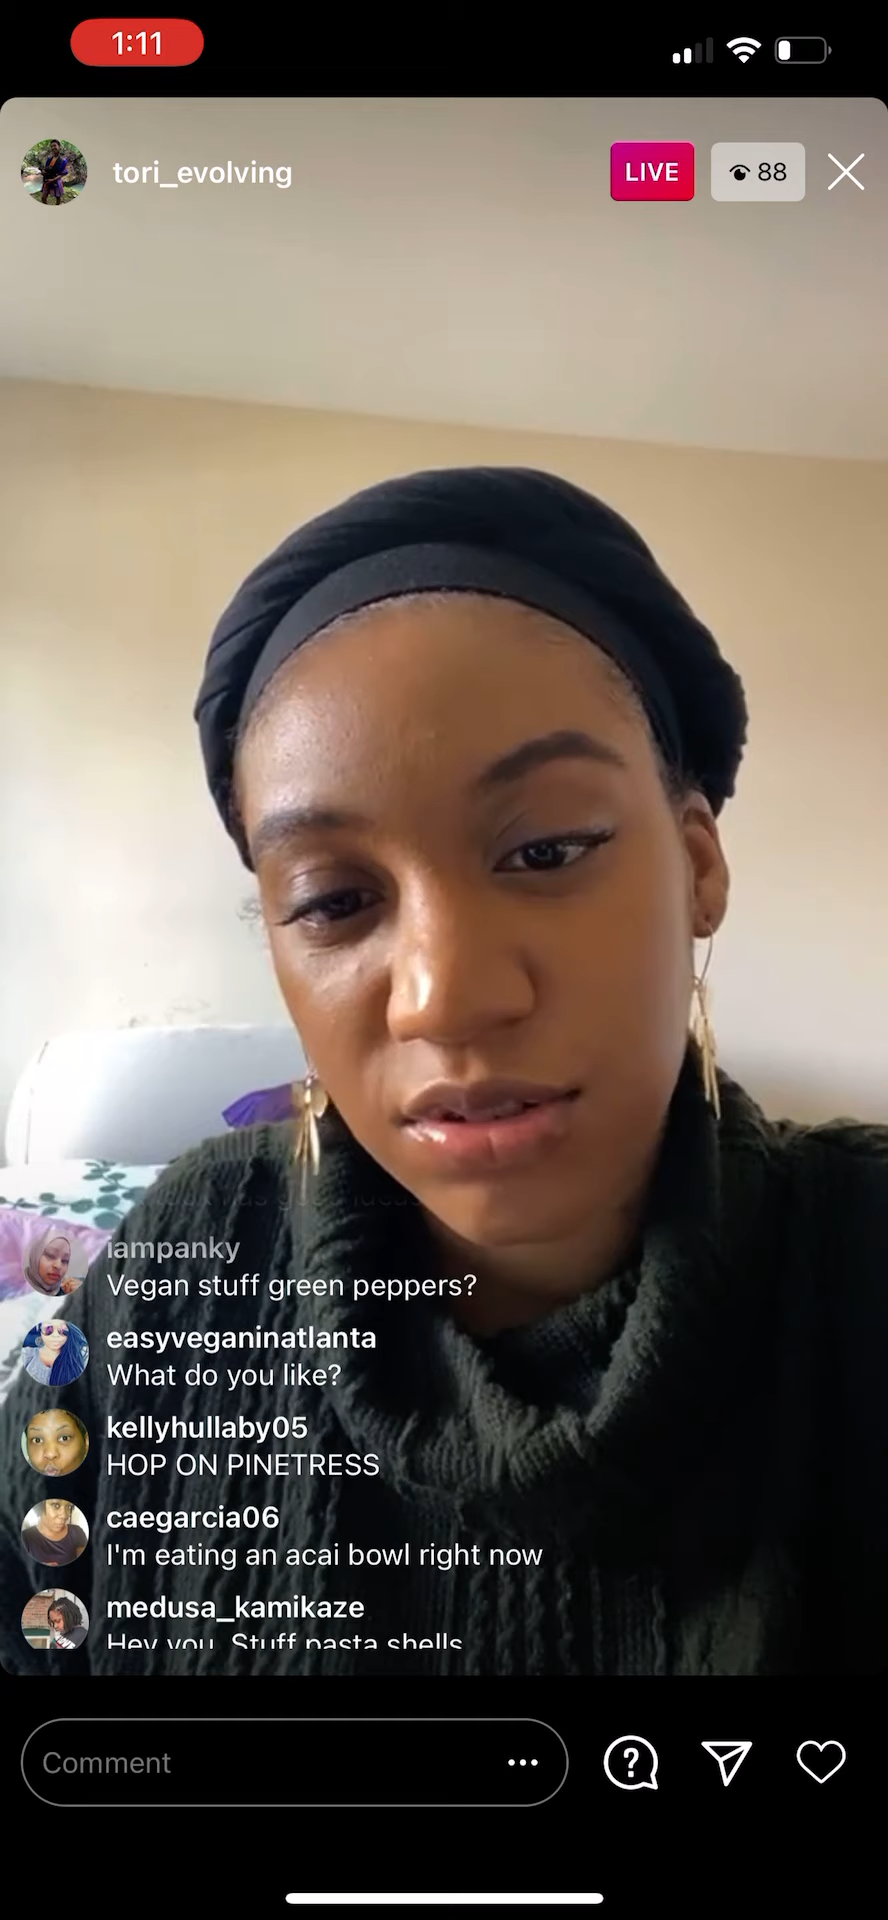 1:11
tori_evolving
LIVE
88
iampanky
Vegan stuff green peppers?
easyveganinatlanta
What do you like?
kellyhullaby05
HOP ON PINETRESS
caegarcia06
I'm eating an acai bowl right now
medusa_kamikaze
Hey you. Stuff pasta shells
Comment